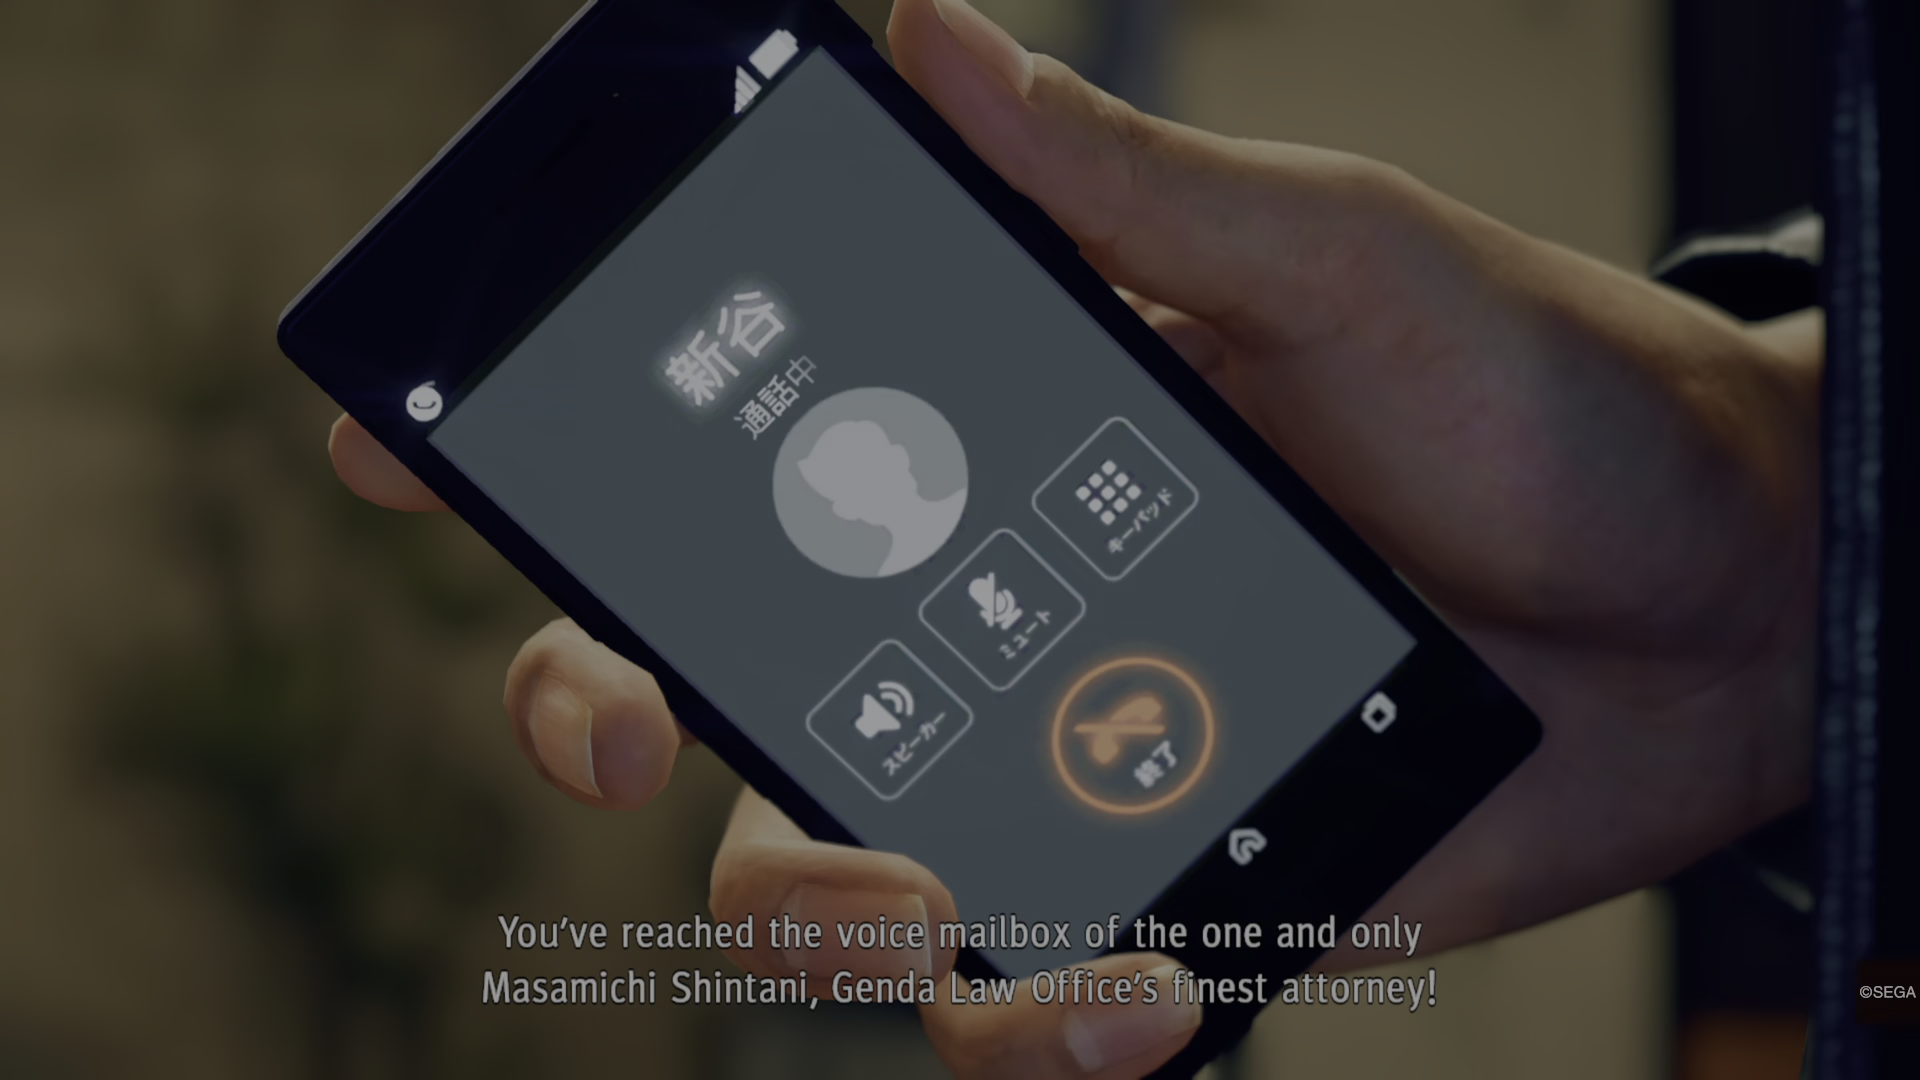 新谷
通話中
キーパッド
ミュート
スピーカー
終了
You've reached the voice mailbox of the one and only
Masamichi Shintani, Genda Law Office's finest attorney!
©SEGA